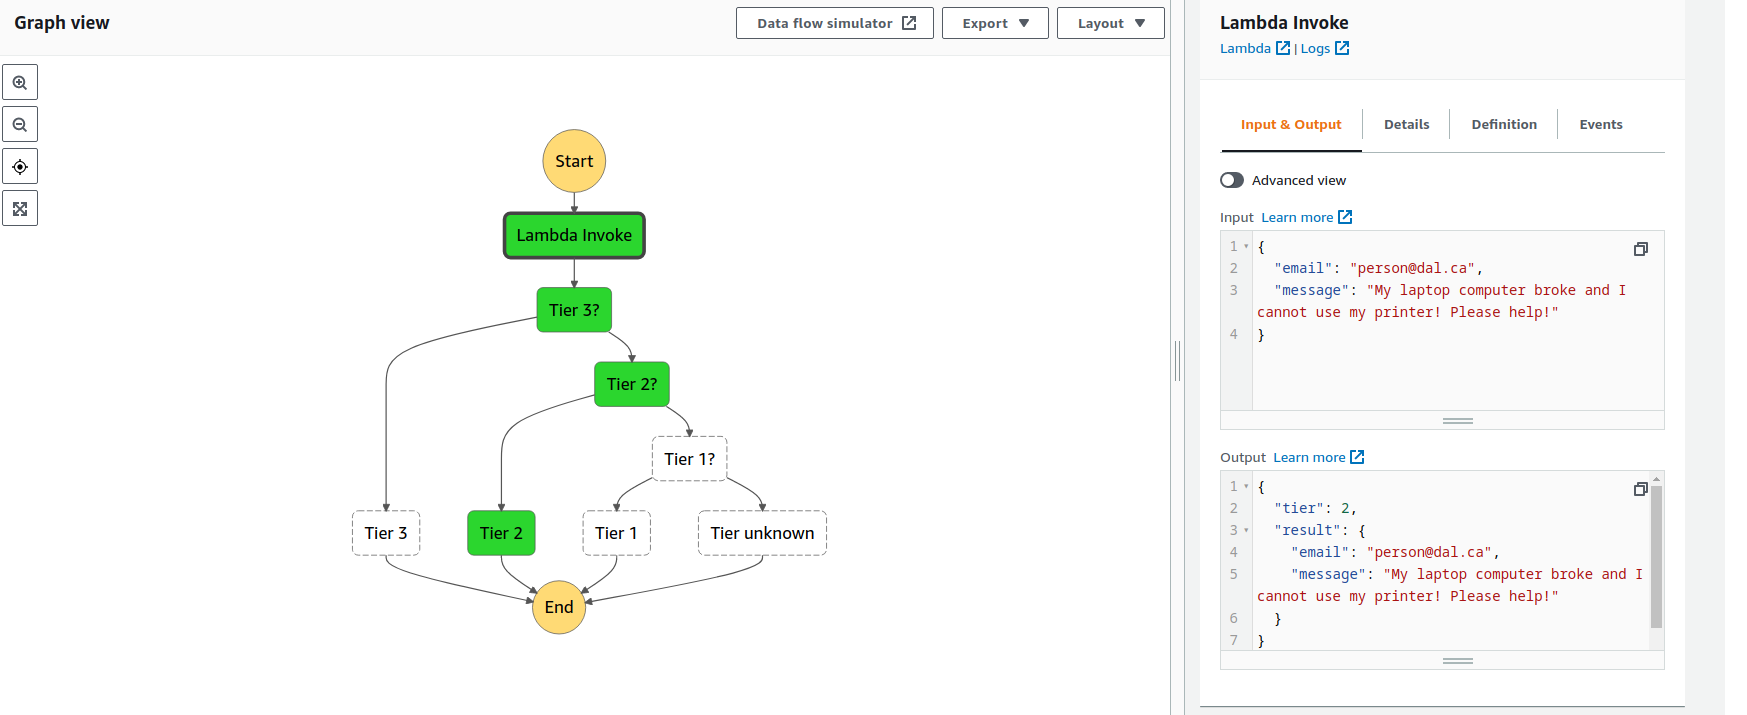 Graph view
Data flow simulator
Export
Layout
Start
Lambda Invoke
Tier 3?
Tier 2?
Tier 1?
Tier 3
Tier 2
Tier 1
Tier unknown
End
Lambda Invoke
Lambda | Logs
Input & Output
Details
Definition
Events
Advanced view
Input Learn more
1 {
2 "email": "person@dal.ca",
3 "message": "My laptop computer broke and I
cannot use my printer! Please help!"
4 }
Output Learn more
1 {
2 "tier": 2,
3 "result": {
4 "email": "person@dal.ca",
5 "message": "My laptop computer broke and I
cannot use my printer! Please help!"
6 }
7 }